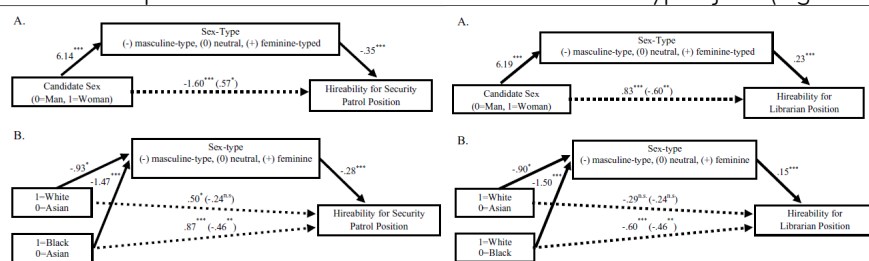 A.
Sex-Type
(-) masculine-type, (0) neutral, (+) feminine-typed
6.14***
-.35***
Candidate Sex
(0=Man, 1=Woman)
-1.60***(.57*)
Hireability for Security
Patrol Position
B.
Sex-type
(-) masculine-type, (0) neutral, (+) feminine
-.93*
-1.47***
-.28***
1=White
0=Asian
.50* (-.24n.s)
.87*** (-.46**)
Hireability for Security
Patrol Position
1=Black
0=Asian
A.
Sex-Type
(-) masculine-type, (0) neutral, (+) feminine-typed
6.19***
.23***
Candidate Sex
(0=Man, 1=Woman)
.83***(-.60**)
Hireability for
Librarian Position
B.
Sex-type
(-) masculine-type, (0) neutral, (+) feminine
-.90*
-1.50***
.15***
1=White
0=Asian
-.29n.s.(-.24n.s)
-.60***(-.46**)
Hireability for
Librarian Position
1=White
0=Black